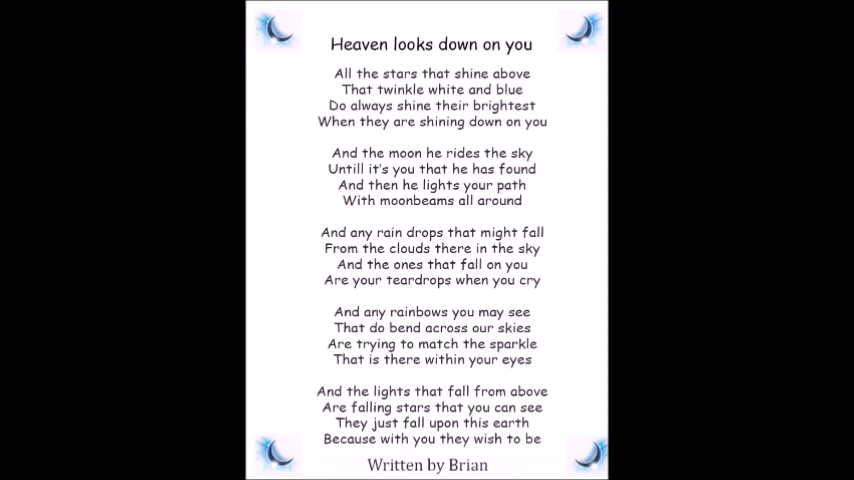 Heaven looks down on you
All the stars that shine above
That twinkle white and blue
Do always shine their brightest
When they are shining down on you
And the moon he rides the sky
Untill it's you that he has found
And then he lights your path
With moonbeams all around
And any rain drops that might fall
From the clouds there in the sky
And the ones that fall on you
Are your teardrops when you cry
And any rainbows you may see
That do bend across our skies
Are trying to match the sparkle
That is there within your eyes
And the lights that fall from above
Are falling stars that you can see
They just fall upon this earth
Because with you they wish to be
Written by Brian